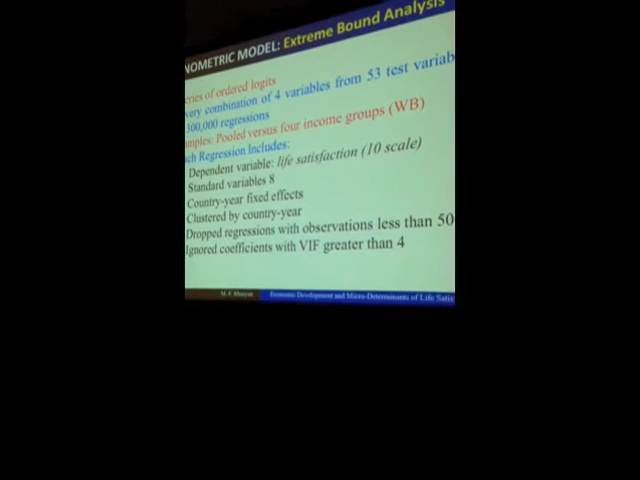 NOMETRIC MODEL: Extreme Bound Analysis
eries of ordered logits
very combination of 4 variables from 53 test variab
300,000 regressions
mples: Pooled versus four income groups (WB)
ch Regression Includes:
Dependent variable: life satisfaction (10 scale)
Standard variables 8
Country-year fixed effects
Clustered by country-year
Dropped regressions with observations less than 50
Ignored coefficients with VIF greater than 4
Economic Development and Micro-Determinants of Life Satis